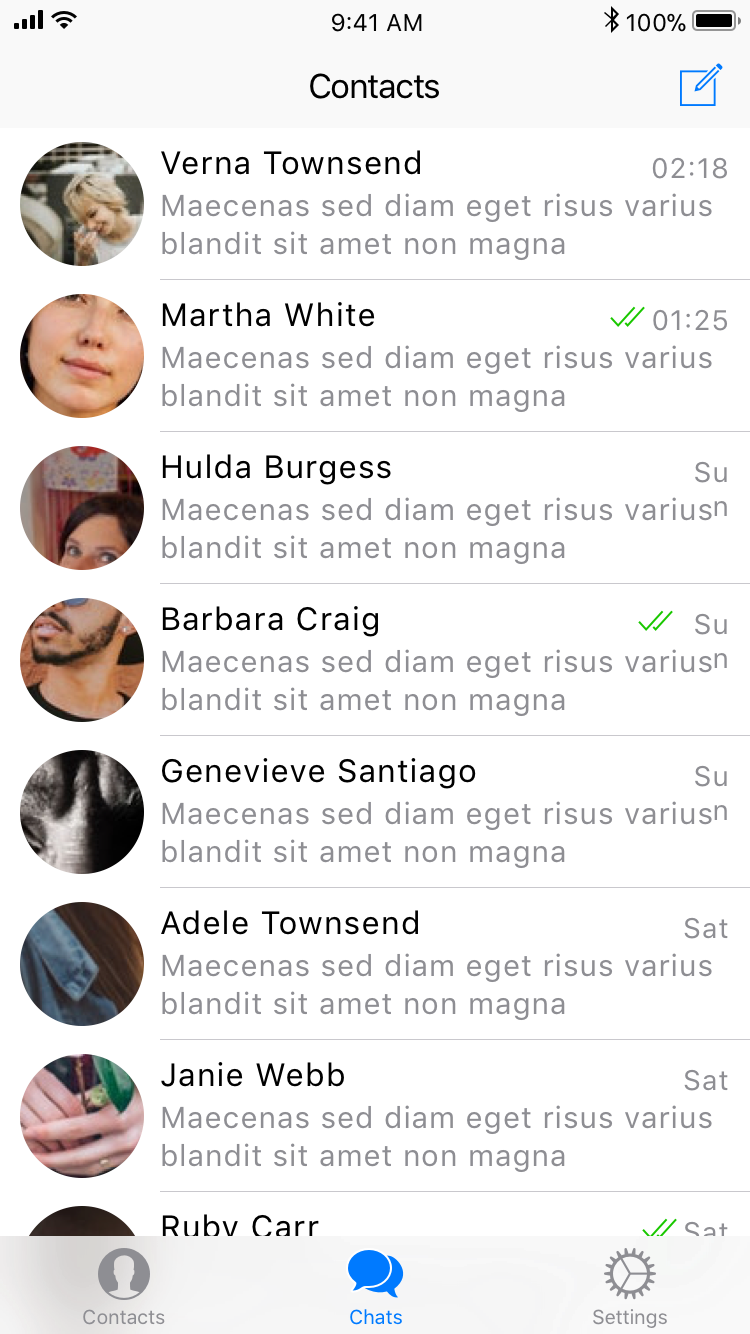 9:41 AM
100%
Contacts
Verna Townsend
02:18
Maecenas sed diam eget risus varius
blandit sit amet non magna
Martha White
01:25
Maecenas sed diam eget risus varius
blandit sit amet non magna
Hulda Burgess
Su
n
Maecenas sed diam eget risus varius
blandit sit amet non magna
Barbara Craig
Su
n
Maecenas sed diam eget risus varius
blandit sit amet non magna
Genevieve Santiago
Su
n
Maecenas sed diam eget risus varius
blandit sit amet non magna
Adele Townsend
Sat
Maecenas sed diam eget risus varius
blandit sit amet non magna
Janie Webb
Sat
Maecenas sed diam eget risus varius
blandit sit amet non magna
Ruby Carr
Sat
Contacts
Chats
Settings